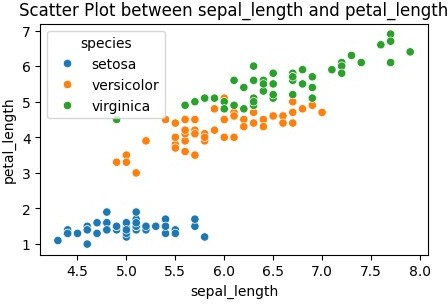 Scatter Plot between sepal_length and petal_length
species
setosa
versicolor
virginica
7
6
5
4
3
2
1
petal_length
4.5 5.0 5.5 6.0 6.5 7.0 7.5 8.0
sepal_length